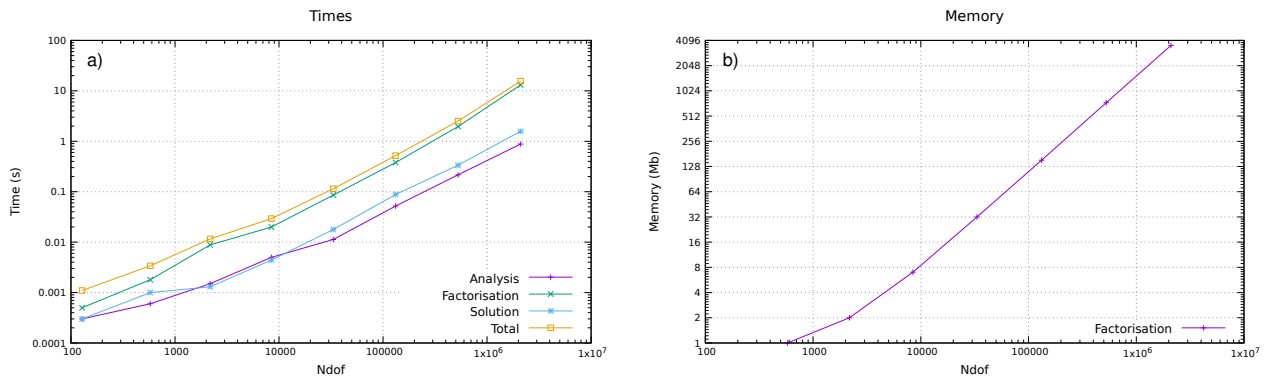 Times
a)
Time (s)
100
10
1
0.1
0.01
0.001
0.0001
100
1000
10000
100000
1x10^6
1x10^7
Ndof
Analysis
Factorisation
Solution
Total
Memory
b)
Memory (Mb)
4096
2048
1024
512
256
128
64
32
16
8
4
2
1
100
1000
10000
100000
1x10^6
1x10^7
Ndof
Factorisation